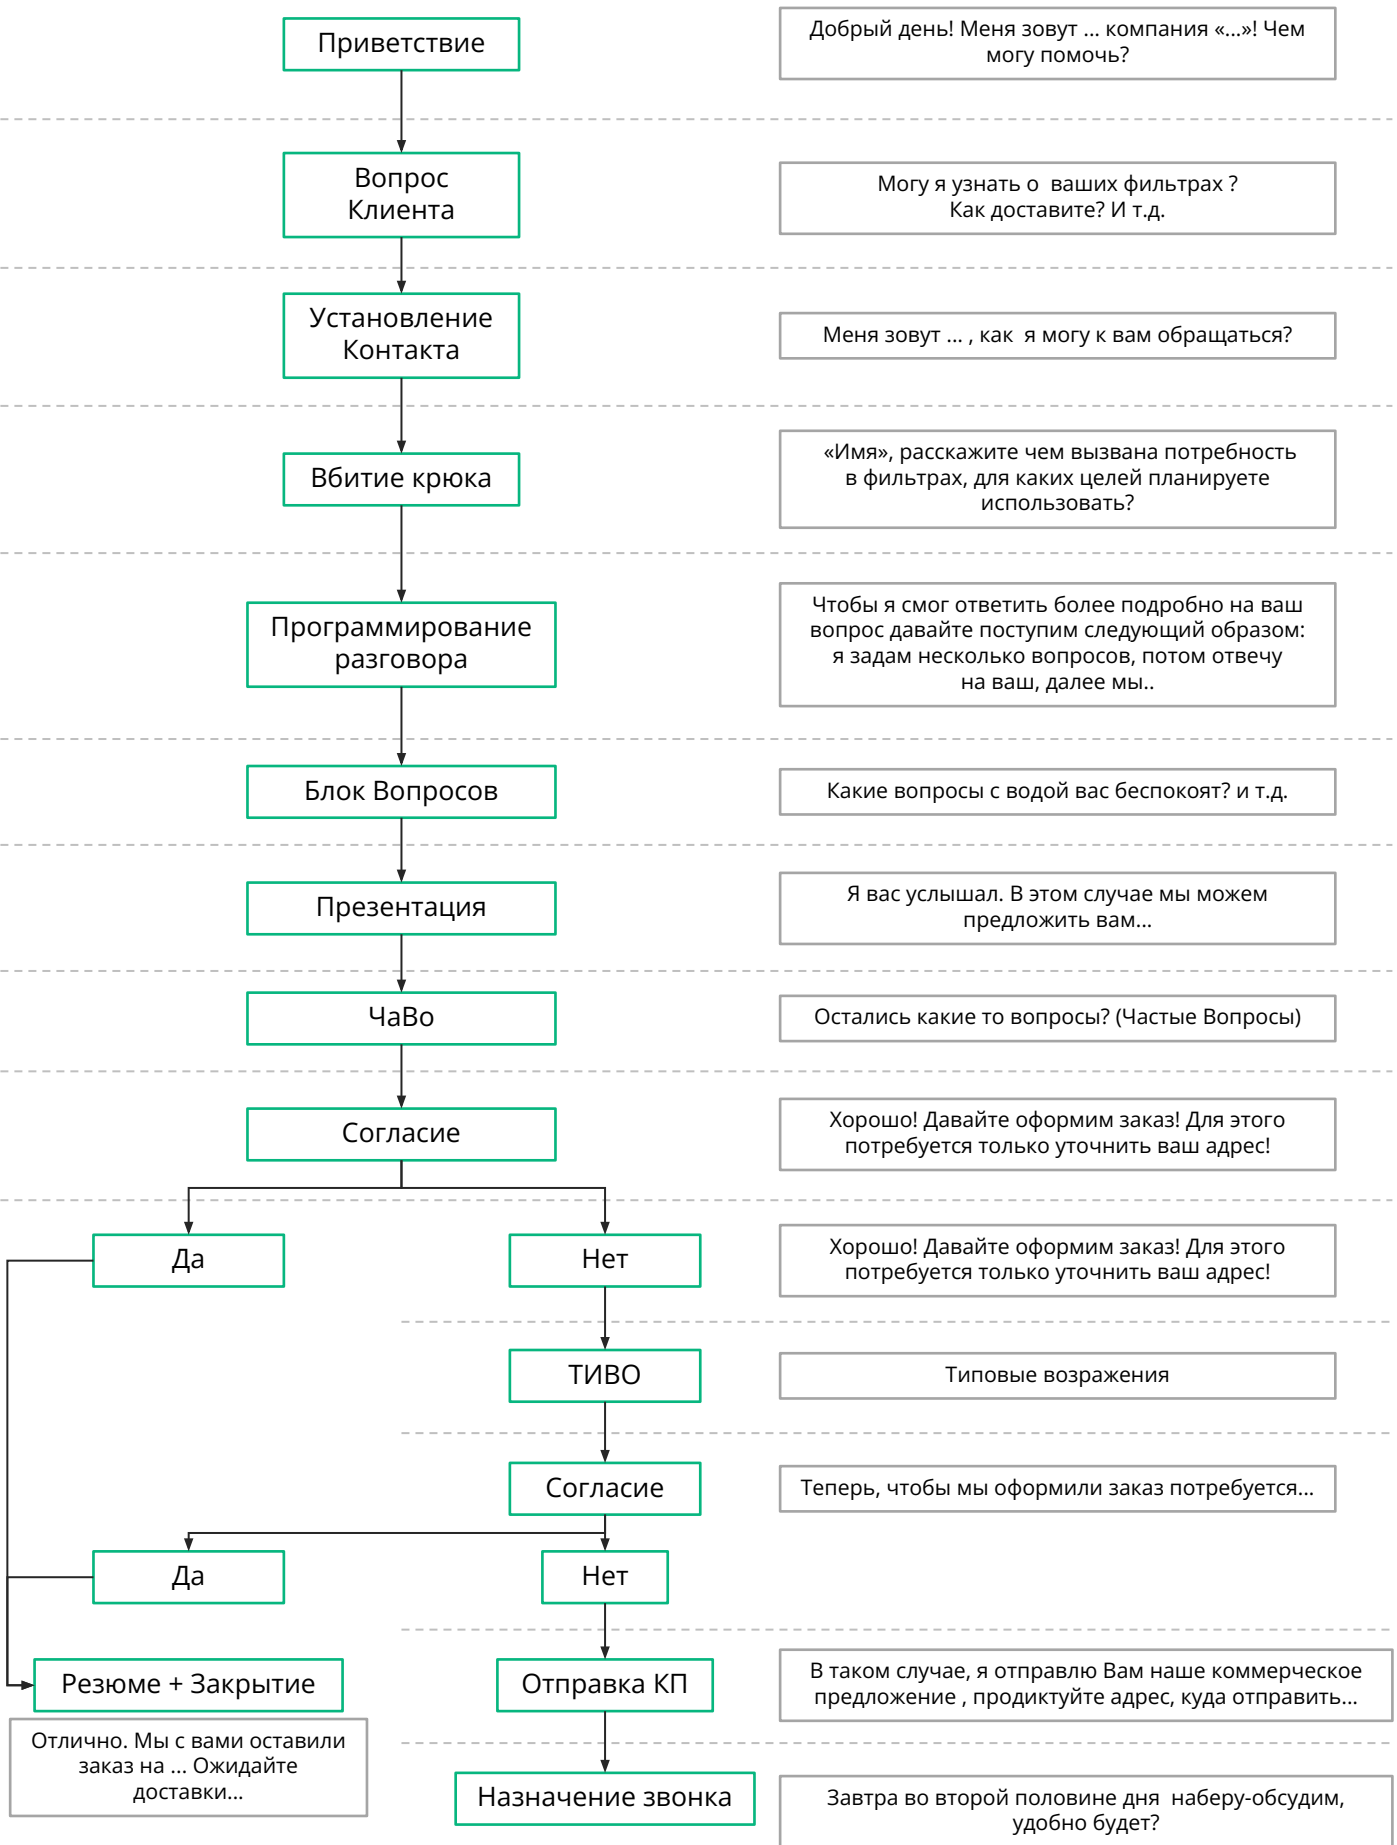 Приветствие
Добрый день! Меня зовут ... компания «...»! Чем
могу помочь?
Вопрос
Клиента
Могу я узнать о  ваших фильтрах ?
Как доставите? И т.д.
Установление
Контакта
Меня зовут ... , как  я могу к вам обращаться?
Вбитие крюка
«Имя», расскажите чем вызвана потребность
в фильтрах, для каких целей планируете
использовать?
Программирование
разговора
Чтобы я смог ответить более подробно на ваш
вопрос давайте поступим следующий образом:
я задам несколько вопросов, потом отвечу
на ваш, далее мы..
Блок Вопросов
Какие вопросы с водой вас беспокоят? и т.д.
Презентация
Я вас услышал. В этом случае мы можем
предложить вам...
ЧаВо
Остались какие то вопросы? (Частые Вопросы)
Согласие
Хорошо! Давайте оформим заказ! Для этого
потребуется только уточнить ваш адрес!
Да
Нет
Хорошо! Давайте оформим заказ! Для этого
потребуется только уточнить ваш адрес!
ТИВО
Типовые возражения
Согласие
Теперь, чтобы мы оформили заказ потребуется...
Да
Нет
Резюме + Закрытие
Отправка КП
В таком случае, я отправлю Вам наше коммерческое
предложение , продиктуйте адрес, куда отправить...
Отлично. Мы с вами оставили
заказ на ... Ожидайте
доставки...
Назначение звонка
Завтра во второй половине дня  наберу-обсудим,
удобно будет?